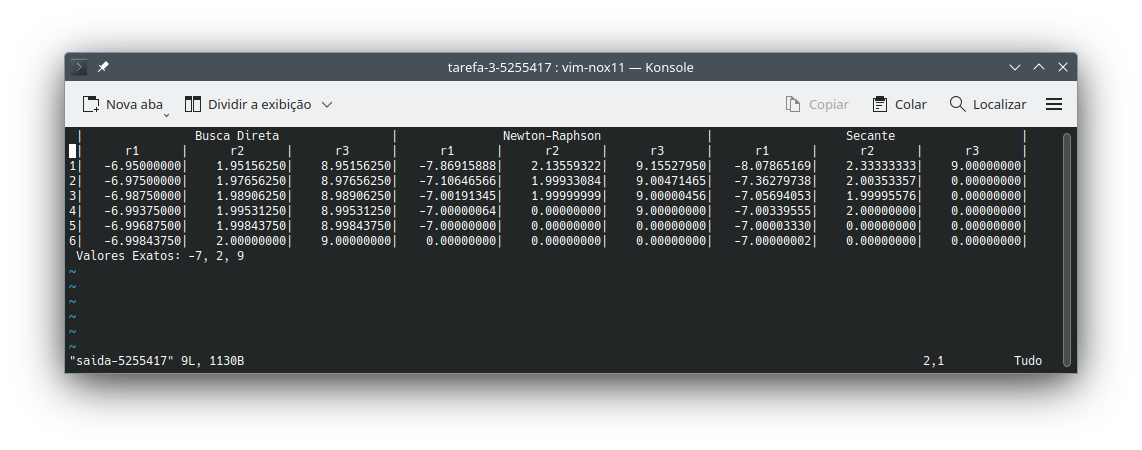 tarefa-3-5255417 : vim-nox11 — Konsole
Nova aba Dividir a exibição Copiar Colar Localizar
| Busca Direta | Newton-Raphson | Secante |
| r1 | r2 | r3 | r1 | r2 | r3 | r1 | r2 | r3 |
1| -6.95000000| 1.95156250| 8.95156250| -7.86915888| 2.13559322| 9.15527950| -8.07865169| 2.33333333| 9.00000000|
2| -6.97500000| 1.97656250| 8.97656250| -7.10646566| 1.99933084| 9.00471465| -7.36279738| 2.00353357| 0.00000000|
3| -6.98750000| 1.98906250| 8.98906250| -7.00191345| 1.99999999| 9.00000456| -7.05694053| 1.99995576| 0.00000000|
4| -6.99375000| 1.99531250| 8.99531250| -7.00000064| 0.00000000| 9.00000000| -7.00339555| 2.00000000| 0.00000000|
5| -6.99687500| 1.99843750| 8.99843750| -7.00000000| 0.00000000| 0.00000000| -7.00003330| 0.00000000| 0.00000000|
6| -6.99843750| 2.00000000| 9.00000000| 0.00000000| 0.00000000| 0.00000000| -7.00000002| 0.00000000| 0.00000000|
Valores Exatos: -7, 2, 9
~
~
~
~
~
~
"saida-5255417" 9L, 1130B 2,1 Tudo